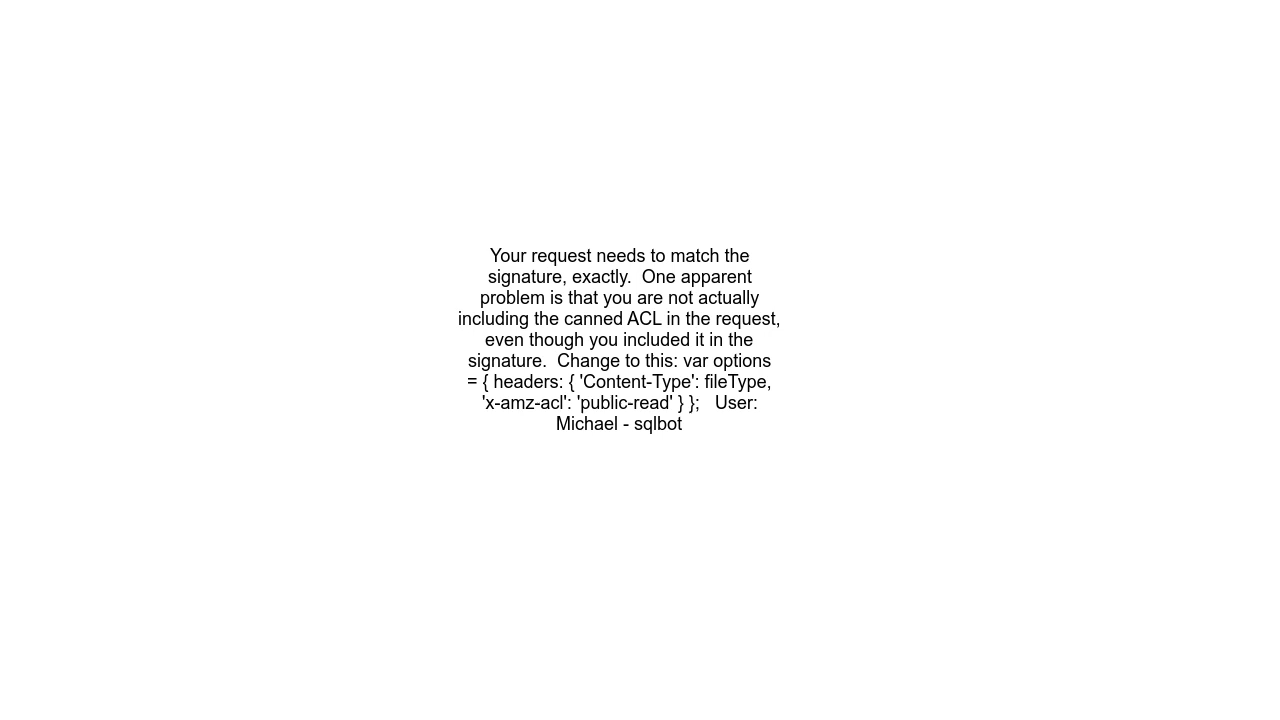 Your request needs to match the
signature, exactly.  One apparent
problem is that you are not actually
including the canned ACL in the request,
even though you included it in the
signature.  Change to this: var options
= { headers: { 'Content-Type': fileType,
'x-amz-acl': 'public-read' } };   User:
Michael - sqlbot